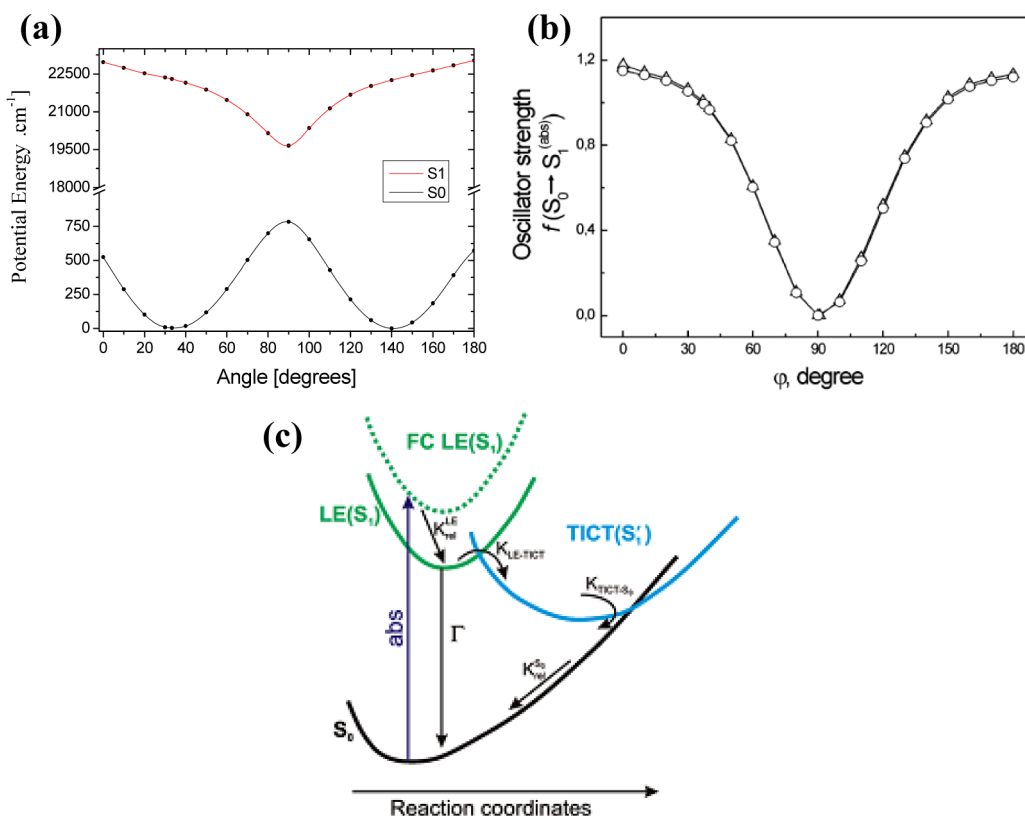 (a)
Potential Energy .cm⁻¹
22500
21000
19500
18000
750
500
250
0
S1
S0
0 20 40 60 80 100 120 140 160 180
Angle [degrees]
(b)
Oscillator strength
f (S₀→ S₁⁽ᵃᵇˢ⁾)
1,2
0,8
0,4
0,0
0 30 60 90 120 150 180
φ, degree
(c)
FC LE(S₁)
LE(S₁)
K_rel^LE
K_LE-TICT
TICT(S₁′)
K_TICT-S₀
abs
Γ
K_rel^S₀
S₀
Reaction coordinates